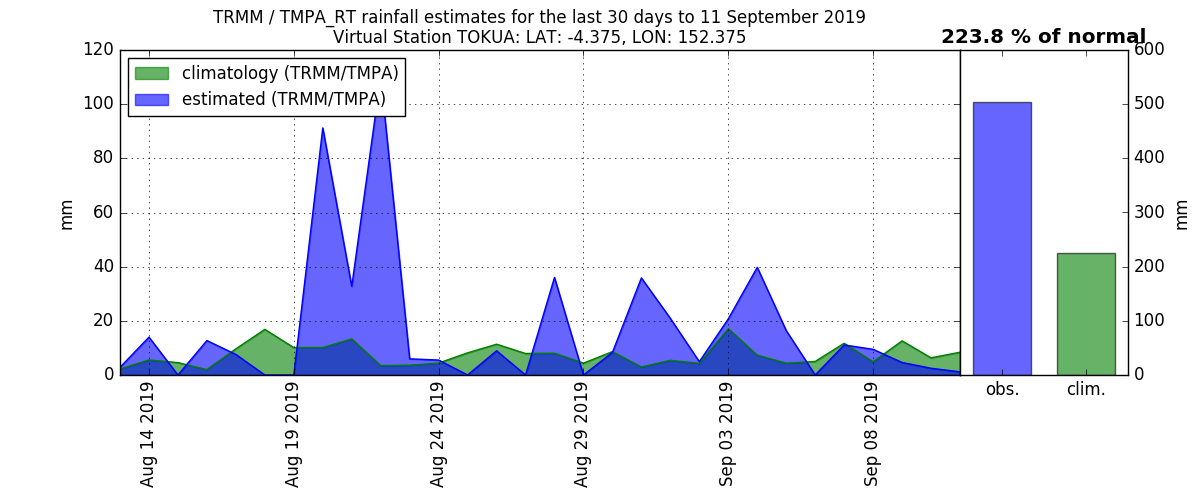 TRMM / TMPA_RT rainfall estimates for the last 30 days to 11 September 2019
Virtual Station TOKUA: LAT: -4.375, LON: 152.375
223.8 % of normal
climatology (TRMM/TMPA)
estimated (TRMM/TMPA)
120
100
80
60
40
20
0
mm
Aug 14 2019
Aug 19 2019
Aug 24 2019
Aug 29 2019
Sep 03 2019
Sep 08 2019
600
500
400
300
200
100
0
mm
obs.
clim.